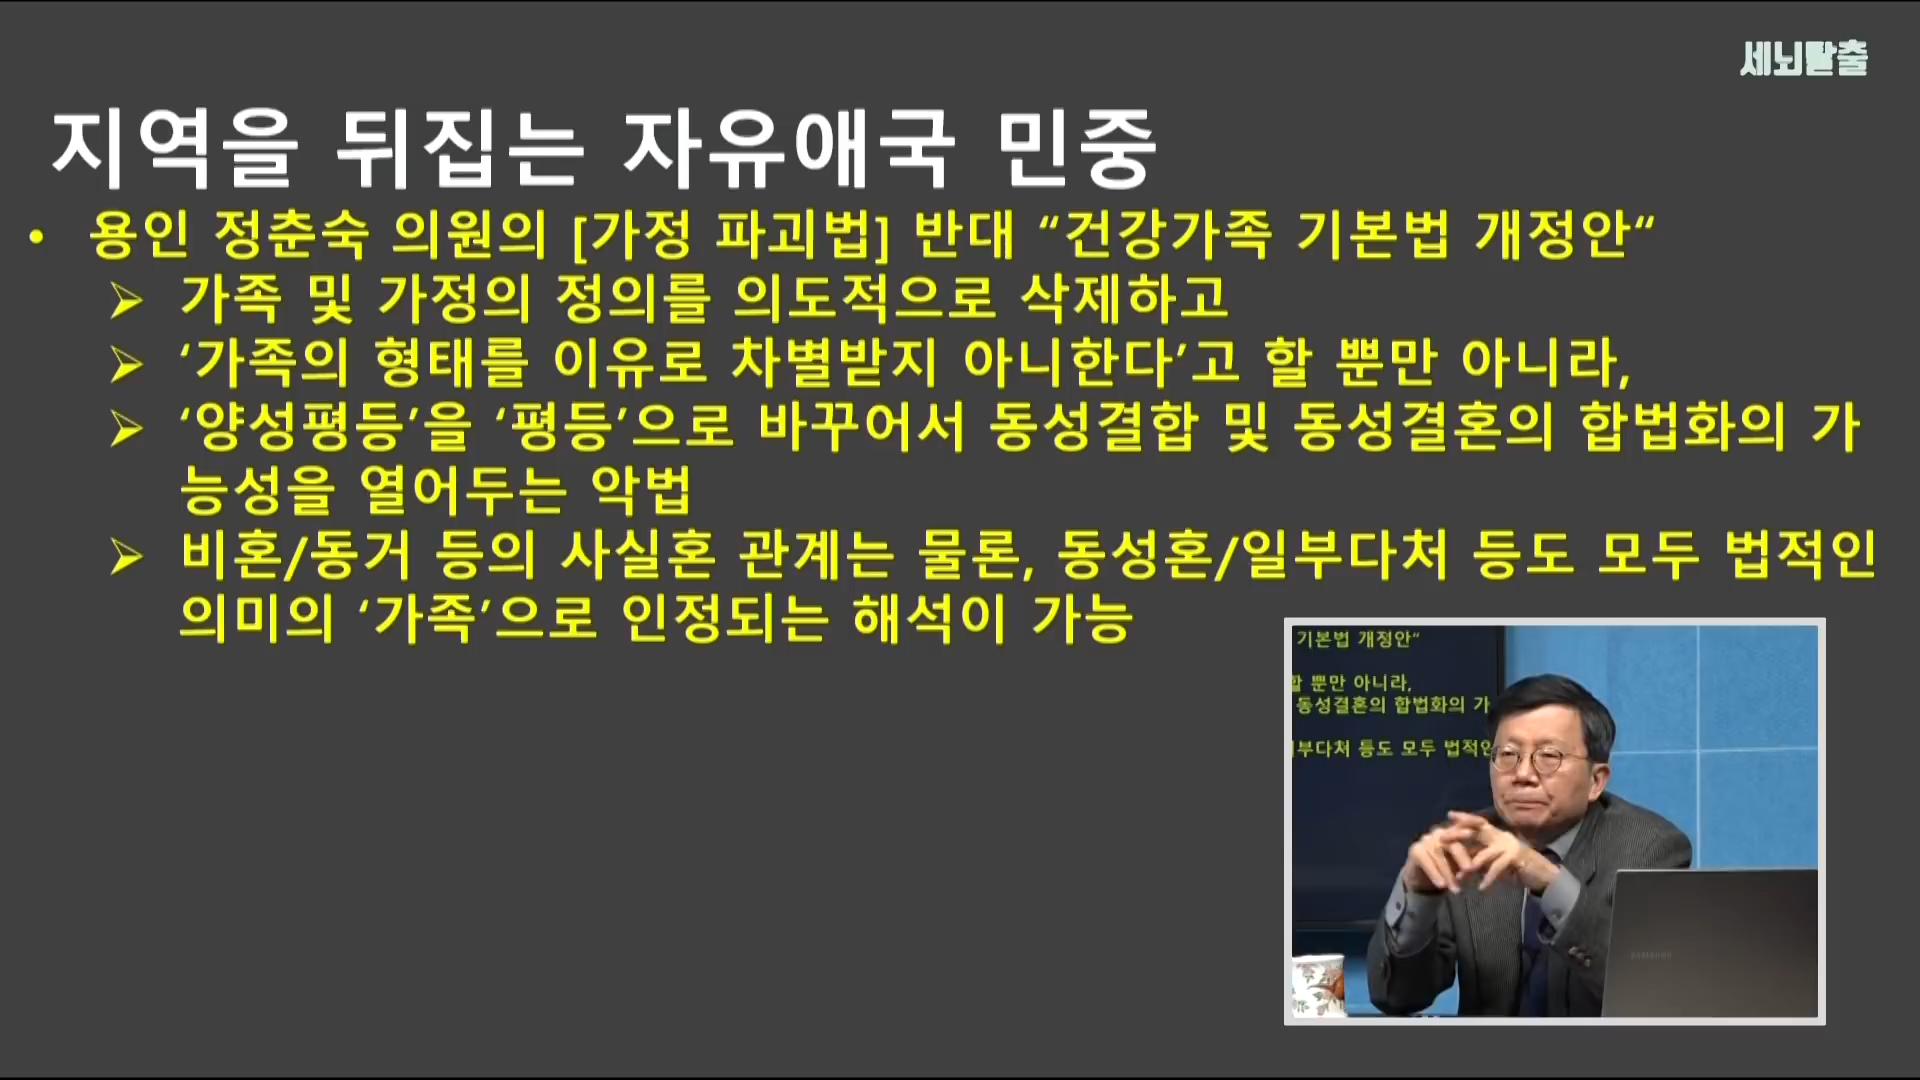 세뇌탈출
지역을 뒤집는 자유애국 민중
• 용인 정춘숙 의원의 [가정 파괴법] 반대 “건강가족 기본법 개정안“
➢ 가족 및 가정의 정의를 의도적으로 삭제하고
➢ ‘가족의 형태를 이유로 차별받지 아니한다’고 할 뿐만 아니라,
➢ ‘양성평등’을 ‘평등’으로 바꾸어서 동성결합 및 동성결혼의 합법화의 가
능성을 열어두는 악법
➢ 비혼/동거 등의 사실혼 관계는 물론, 동성혼/일부다처 등도 모두 법적인
의미의 ‘가족’으로 인정되는 해석이 가능
기본법 개정안“
할 뿐만 아니라,
동성결혼의 합법화의 가
일부다처 등도 모두 법적인
SAMSUNG